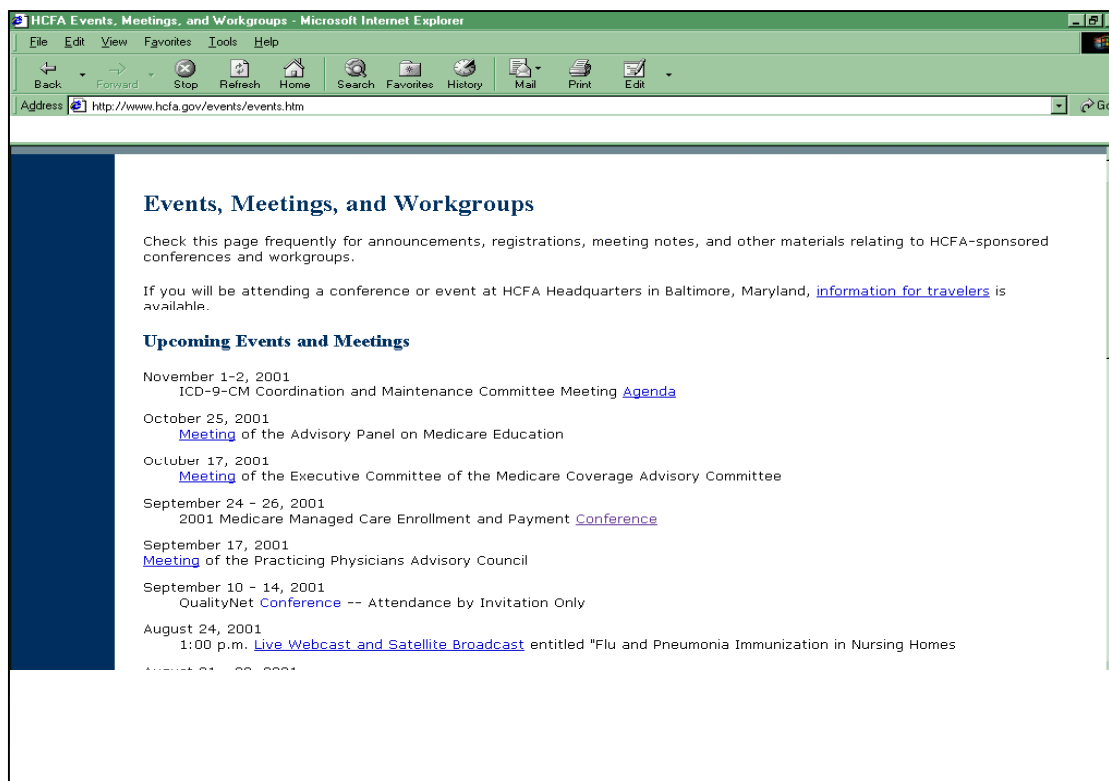 HCFA Events, Meetings, and Workgroups - Microsoft Internet Explorer
File Edit View Favorites Tools Help
Back Forward Stop Refresh Home Search Favorites History Mail Print Edit
Address http://www.hcfa.gov/events/events.htm Go
Events, Meetings, and Workgroups
Check this page frequently for announcements, registrations, meeting notes, and other materials relating to HCFA-sponsored
conferences and workgroups.
If you will be attending a conference or event at HCFA Headquarters in Baltimore, Maryland, information for travelers is
available.
Upcoming Events and Meetings
November 1-2, 2001
ICD-9-CM Coordination and Maintenance Committee Meeting Agenda
October 25, 2001
Meeting of the Advisory Panel on Medicare Education
October 17, 2001
Meeting of the Executive Committee of the Medicare Coverage Advisory Committee
September 24 - 26, 2001
2001 Medicare Managed Care Enrollment and Payment Conference
September 17, 2001
Meeting of the Practicing Physicians Advisory Council
September 10 - 14, 2001
QualityNet Conference -- Attendance by Invitation Only
August 24, 2001
1:00 p.m. Live Webcast and Satellite Broadcast entitled "Flu and Pneumonia Immunization in Nursing Homes